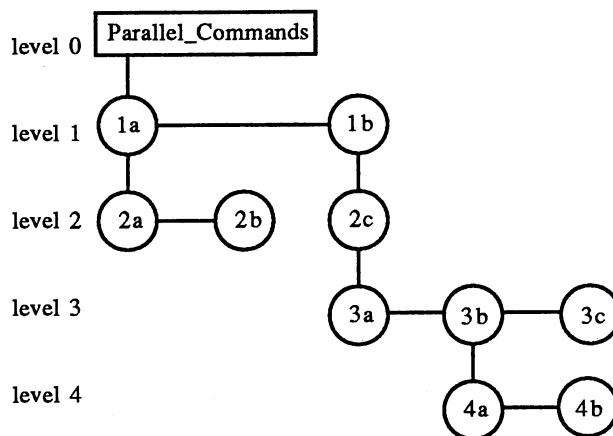 level 0 Parallel_Commands
level 1 1a 1b
level 2 2a 2b 2c
level 3 3a 3b 3c
level 4 4a 4b